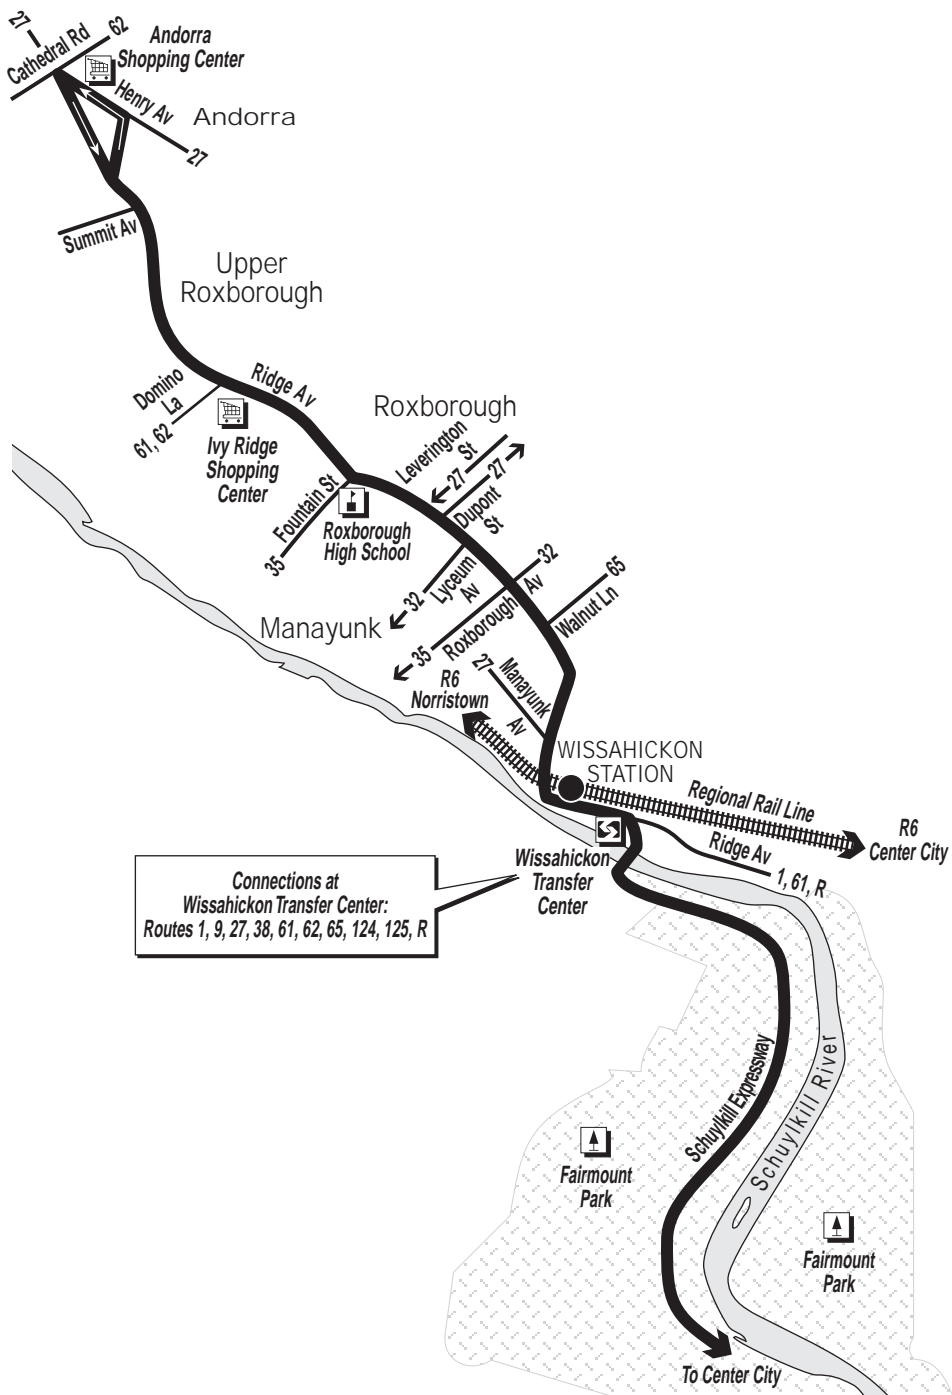 27
62
Cathedral Rd
Andorra
Shopping Center
Henry Av
Andorra
27
Summit Av
Upper
Roxborough
Domino
La
61, 62
Ridge Av
Ivy Ridge
Shopping
Center
Roxborough
Leverington
St
27
27
Dupont
St
Fountain St
35
Roxborough
High School
Lyceum
Av
32
32
Roxborough Av
35
65
Walnut Ln
Manayunk
27
Manayunk
Av
R6
Norristown
WISSAHICKON
STATION
Regional Rail Line
R6
Center City
Ridge Av
1, 61, R
Wissahickon
Transfer
Center
Connections at
Wissahickon Transfer Center:
Routes 1, 9, 27, 38, 61, 62, 65, 124, 125, R
Schuylkill Expressway
Schuylkill River
Fairmount
Park
Fairmount
Park
To Center City